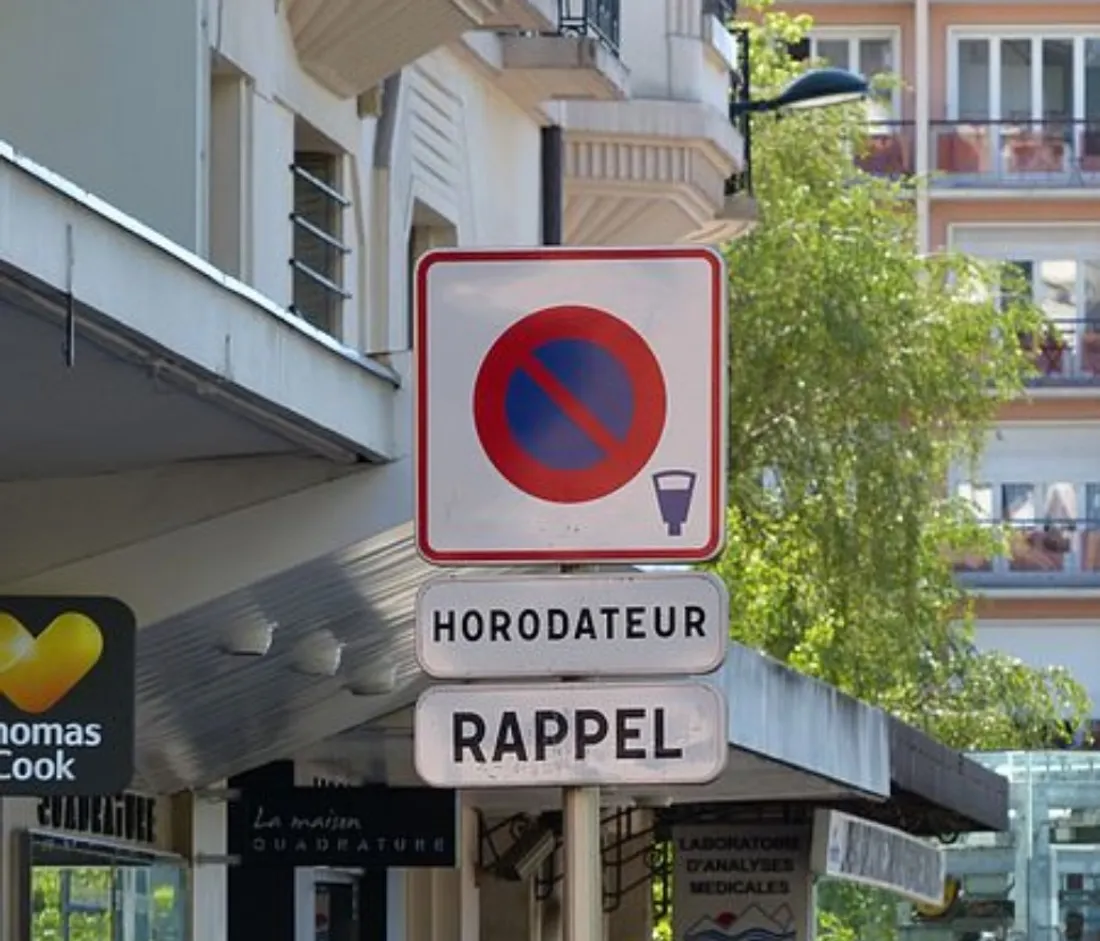 HORODATEUR
RAPPEL
homas
Cook
QUADRATURE
La maison
QUADRATURE
LABORATOIRE
D'ANALYSES
MEDICALES